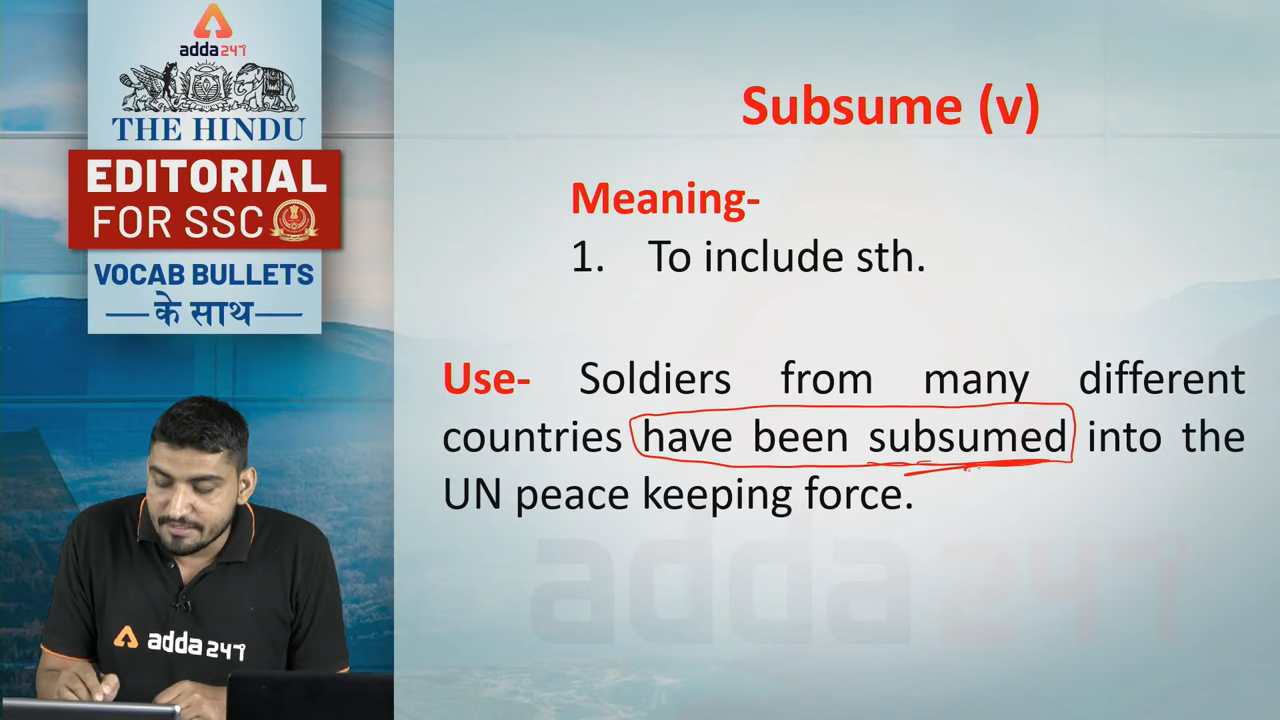 adda247
THE HINDU
EDITORIAL
FOR SSC
VOCAB BULLETS
के साथ
adda247
Subsume (v)
Meaning-
1. To include sth.
Use- Soldiers from many different
countries have been subsumed into the
UN peace keeping force.
adda247